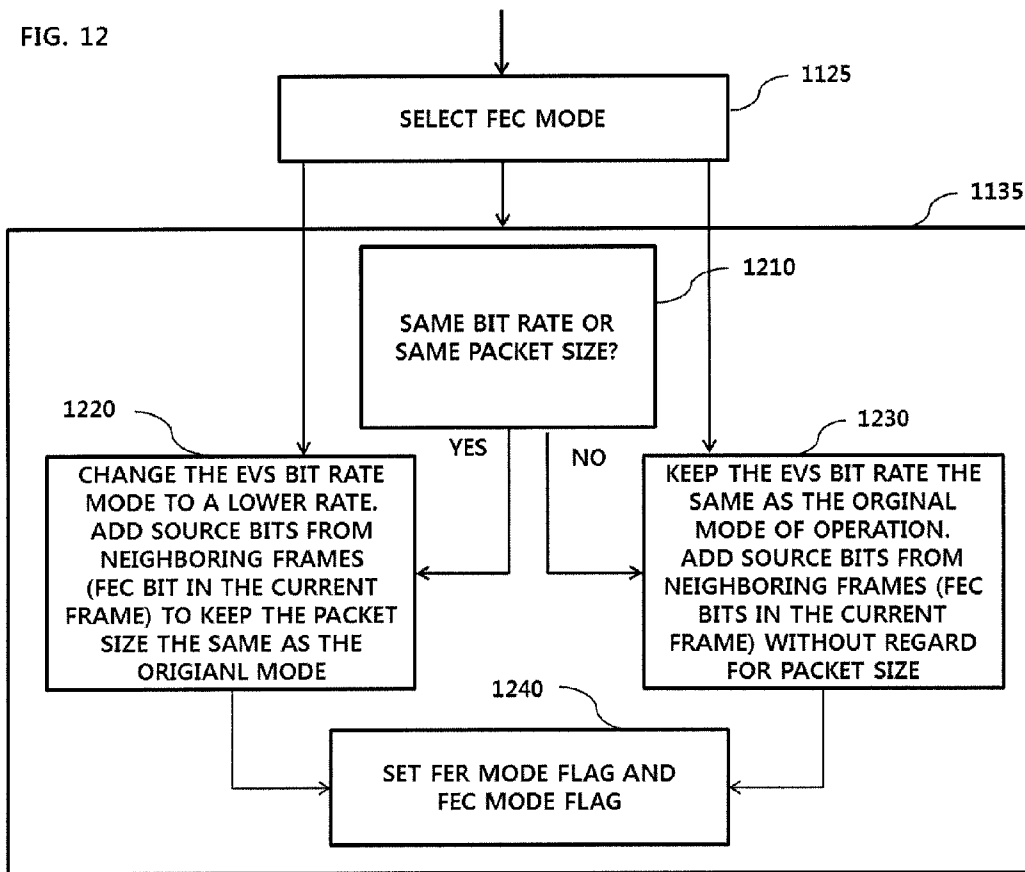 FIG. 12
1125
SELECT FEC MODE
1135
1210
SAME BIT RATE OR
SAME PACKET SIZE?
1220
YES
NO
1230
CHANGE THE EVS BIT RATE
MODE TO A LOWER RATE.
ADD SOURCE BITS FROM
NEIGHBORING FRAMES
(FEC BIT IN THE CURRENT
FRAME) TO KEEP THE PACKET
SIZE THE SAME AS THE
ORIGIANL MODE
KEEP THE EVS BIT RATE THE
SAME AS THE ORGINAL
MODE OF OPERATION.
ADD SOURCE BITS FROM
NEIGHBORING FRAMES (FEC
BITS IN THE CURRENT
FRAME) WITHOUT REGARD
FOR PACKET SIZE
1240
SET FER MODE FLAG AND
FEC MODE FLAG